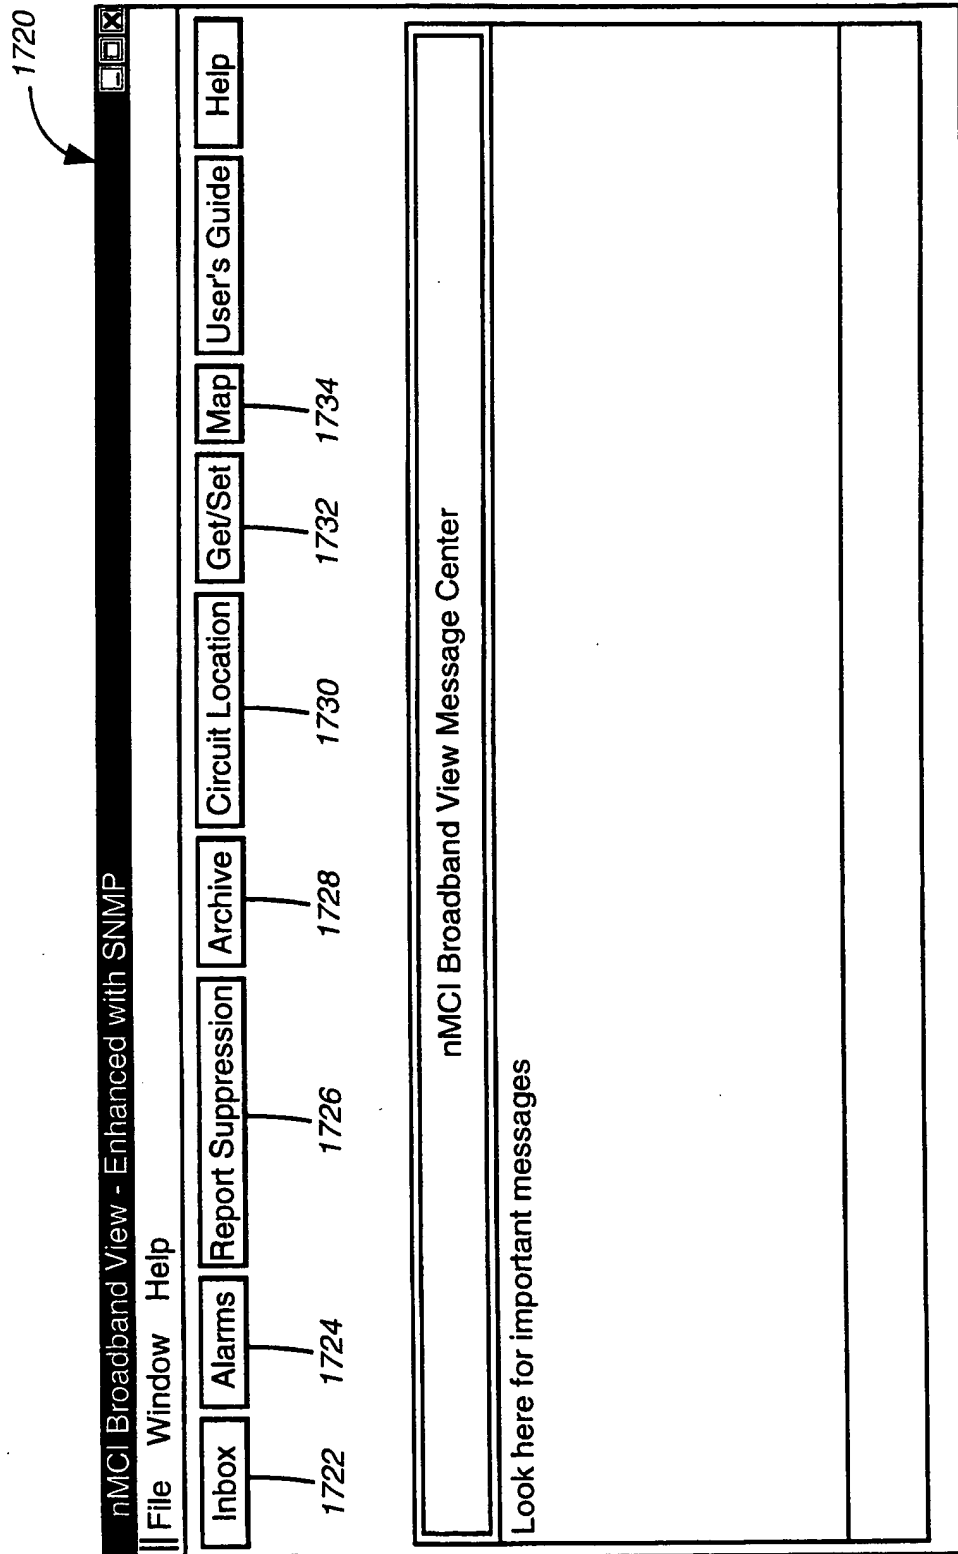 1720
nMCI Broadband View - Enhanced with SNMP
File Window Help
Inbox Alarms Report Suppression Archive Circuit Location Get/Set Map User's Guide Help
1722 1724 1726 1728 1730 1732 1734
nMCI Broadband View Message Center
Look here for important messages